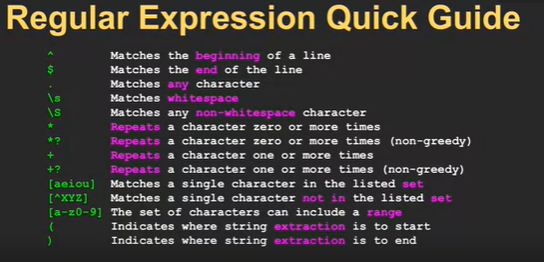 Regular Expression Quick Guide
^ Matches the beginning of a line
$ Matches the end of the line
. Matches any character
\s Matches whitespace
\S Matches any non-whitespace character
* Repeats a character zero or more times
*? Repeats a character zero or more times (non-greedy)
+ Repeats a character one or more times
+? Repeats a character one or more times (non-greedy)
[aeiou] Matches a single character in the listed set
[^XYZ] Matches a single character not in the listed set
[a-z0-9] The set of characters can include a range
( Indicates where string extraction is to start
) Indicates where string extraction is to end